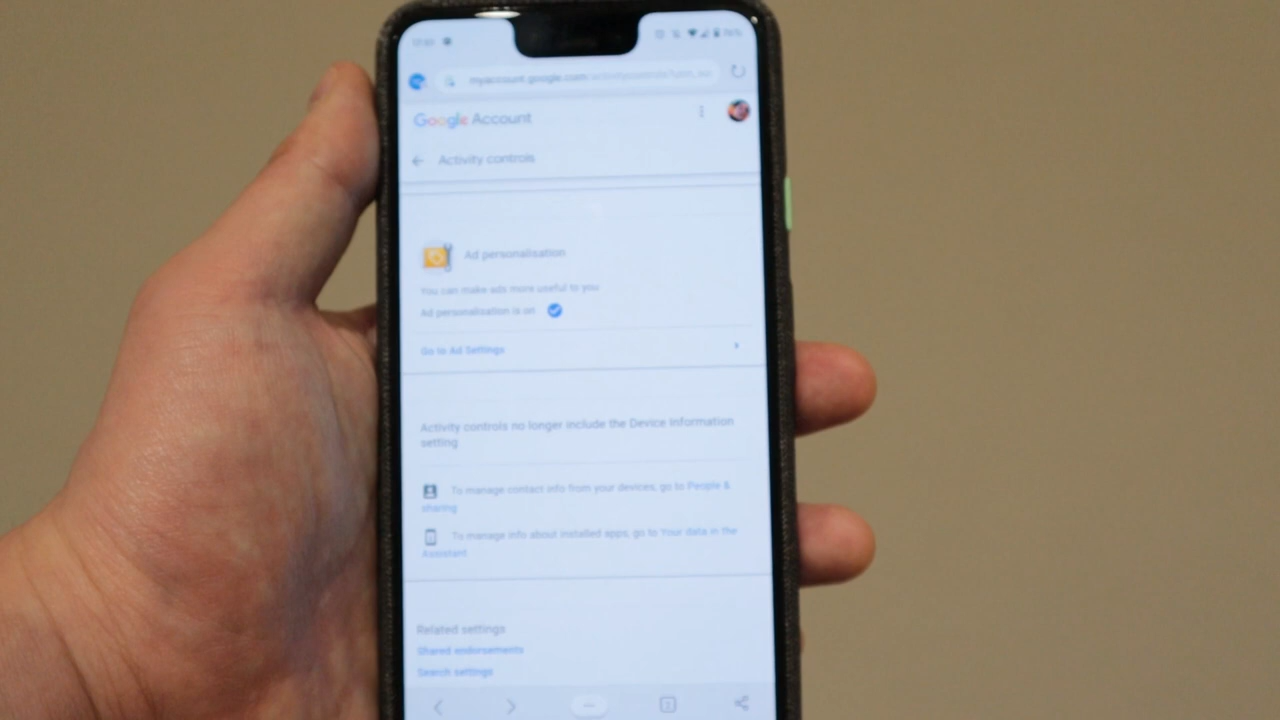 myaccount.google.com
Google Account
Activity controls
Ad personalisation
You can make ads more useful to you
Ad personalisation is on
Go to Ad Settings
Activity controls no longer include the Device Information
setting
To manage contact info from your devices, go to People &
sharing
To manage info about installed apps, go to Your data in the
Assistant
Related settings
Shared endorsements
Search settings